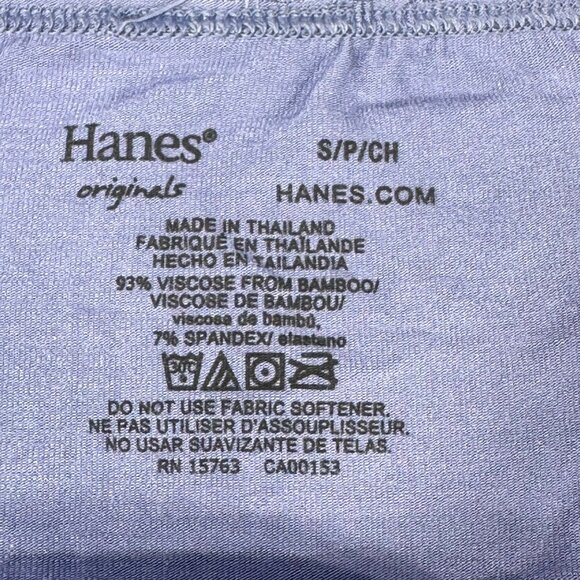 Hanes® S/P/CH
originals HANES.COM
MADE IN THAILAND
FABRIQUÉ EN THAÏLANDE
HECHO EN TAILANDIA
93% VISCOSE FROM BAMBOO/
VISCOSE DE BAMBOU/
viscosa de bambú,
7% SPANDEX/ elastano
30C
DO NOT USE FABRIC SOFTENER.
NE PAS UTILISER D'ASSOUPLISSEUR.
NO USAR SUAVIZANTE DE TELAS.
RN 15763 CA00153